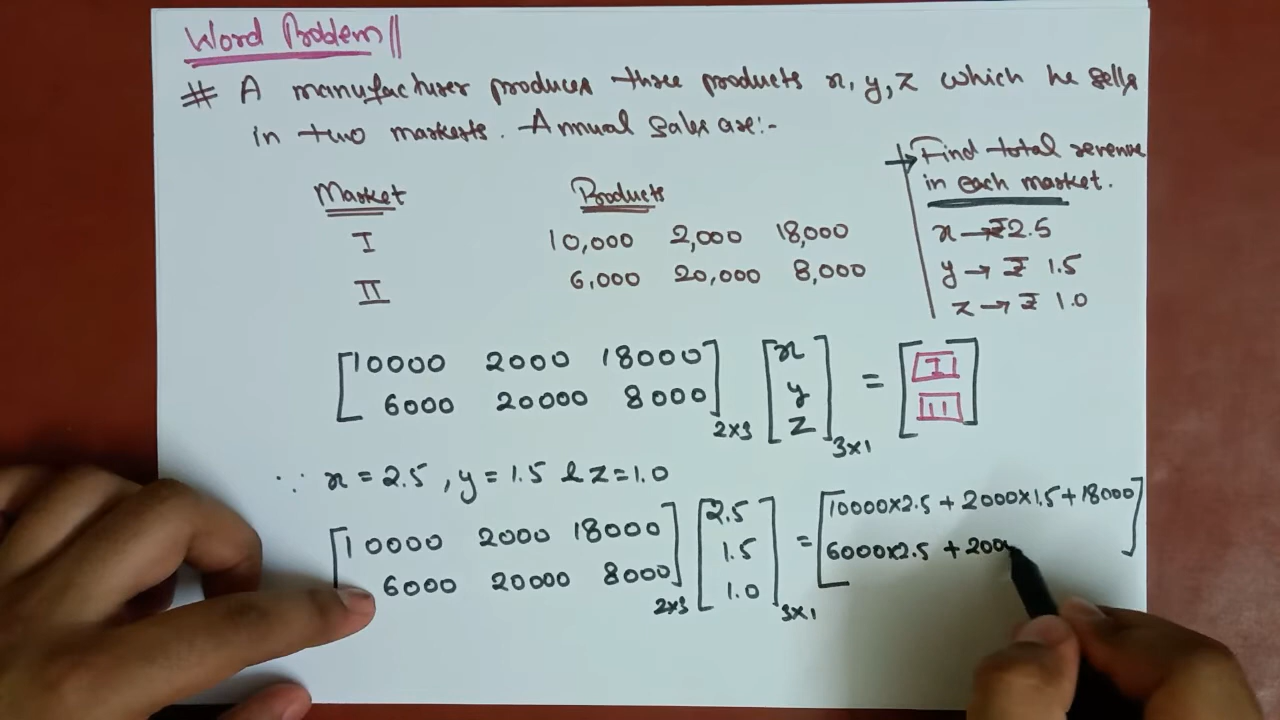 Word Problem
# A manufacturer produces three products x, y, z which he sells
in two markets. Annual sales are:-
→ Find total revenue
in each market.
x → ₹2.5
y → ₹ 1.5
z → ₹ 1.0
Market Products
I 10,000 2,000 18,000
II 6,000 20,000 8,000
[10000 2000 18000] [x] = [I]
[6000 20000 8000]2×3 [y] [II]
[z]3×1
∵ x = 2.5, y = 1.5 & z = 1.0
[10000 2000 18000] [2.5] = [10000×2.5 + 2000×1.5 + 18000]
[6000 20000 8000]2×3 [1.5] [6000×2.5 + 200
[1.0]3×1